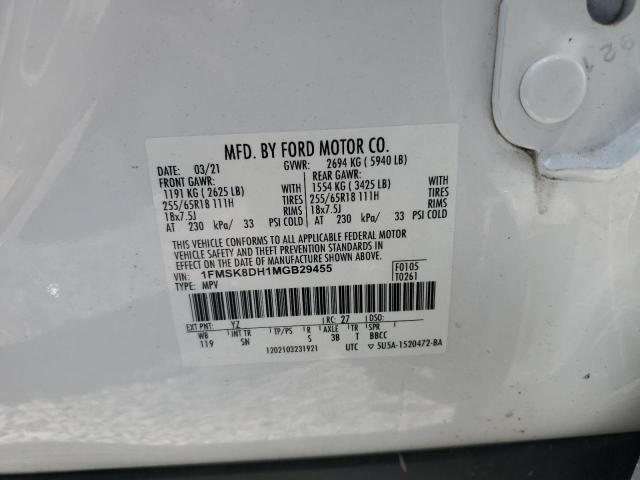 MFD. BY FORD MOTOR CO.
DATE: 03/21 GVWR: 2694 KG ( 5940 LB)
FRONT GAWR: REAR GAWR:
1191 KG ( 2625 LB) WITH 1554 KG ( 3425 LB) WITH
255/65R18 111H TIRES 255/65R18 111H TIRES
18x7.5J RIMS 18x7.5J RIMS
AT 230 kPa/ 33 PSI COLD AT 230 kPa/ 33 PSI COLD
THIS VEHICLE CONFORMS TO ALL APPLICABLE FEDERAL MOTOR
VEHICLE SAFETY AND THEFT PREVENTION STANDARDS IN
EFFECT ON THE DATE OF MANUFACTURE SHOWN ABOVE.
VIN: 1FMSK8DH1MGB29455 F0105
TYPE: MPV T0261
EXT PNT: YZ RC: 27
WB INT TR TP/PS R AXLE TR SPR
119 SN S 3B T BBCC
1202103231921 UTC 5U5A-1520472-BA